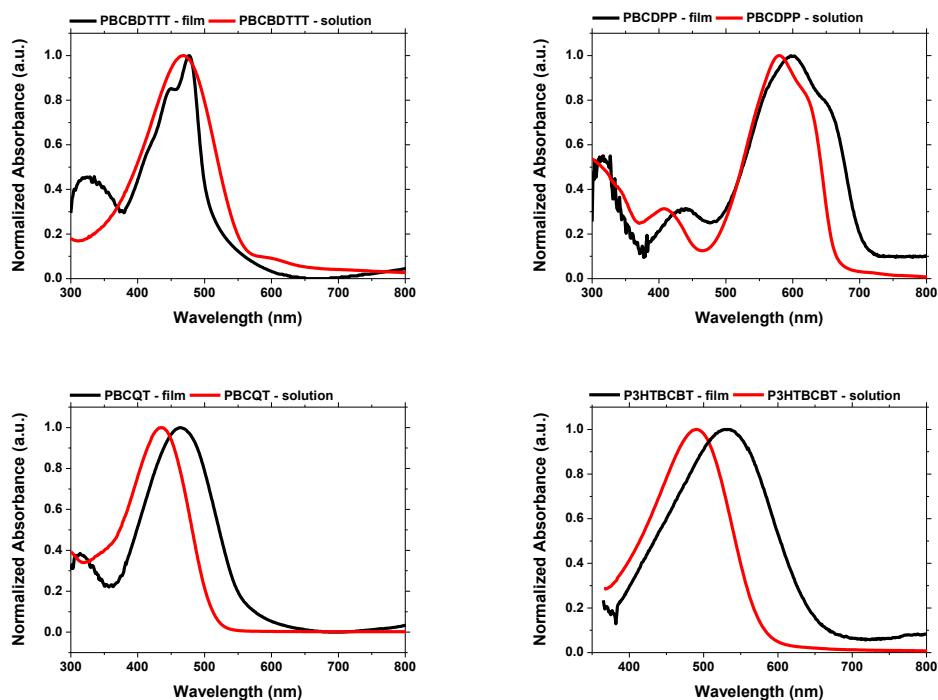 PBCBDTTT - film PBCBDTTT - solution
Normalized Absorbance (a.u.)
1.0
0.8
0.6
0.4
0.2
0.0
300 400 500 600 700 800
Wavelength (nm)
PBCDPP - film PBCDPP - solution
Normalized Absorbance (a.u.)
1.0
0.8
0.6
0.4
0.2
0.0
300 400 500 600 700 800
Wavelength (nm)
PBCQT - film PBCQT - solution
Normalized Absorbance (a.u.)
1.0
0.8
0.6
0.4
0.2
0.0
300 400 500 600 700 800
Wavelength (nm)
P3HTBCBT - film P3HTBCBT - solution
Normalized Absorbance (a.u.)
1.0
0.8
0.6
0.4
0.2
0.0
400 500 600 700 800
Wavelength (nm)